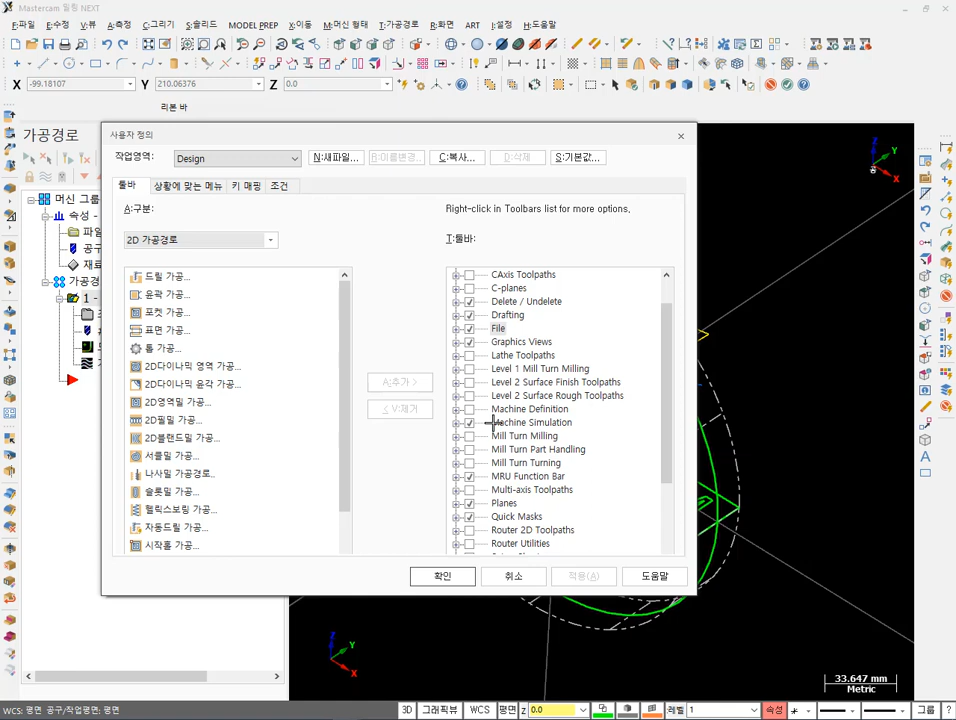 Mastercam 밀링 NEXT
F:파일 E:수정 V:뷰 A:측정 C:그리기 S:솔리드 MODEL PREP X:이동 M:머신 형태 T:가공경로 R:화면 ART I:설정 H:도움말
X -99.18107 Y 210.06376 Z 0.0
리본 바
가공경로
머신 그룹
속성 -
파일
공구
재료
가공경
1 -
사용자 정의
작업영역: Design N:새파일... R:이름변경.. C:복사... D:삭제 S:기본값...
툴바 상황에 맞는 메뉴 키 매핑 조건
A:구분:
2D 가공경로
드릴 가공...
윤곽 가공...
포켓 가공...
표면 가공...
톱 가공...
2D다이나믹 영역 가공...
2D다이나믹 윤곽 가공...
2D영역밀 가공...
2D필밀 가공...
2D블랜드밀 가공...
서클밀 가공...
나사밀 가공경로..
슬롯밀 가공...
헬릭스보링 가공...
자동드릴 가공...
시작홀 가공...
A:추가 >
< V:제거
Right-click in Toolbars list for more options,
T:툴바:
CAxis Toolpaths
C-planes
Delete / Undelete
Drafting
File
Graphics Views
Lathe Toolpaths
Level 1 Mill Turn Milling
Level 2 Surface Finish Toolpaths
Level 2 Surface Rough Toolpaths
Machine Definition
Machine Simulation
Mill Turn Milling
Mill Turn Part Handling
Mill Turn Turning
MRU Function Bar
Multi-axis Toolpaths
Planes
Quick Masks
Router 2D Toolpaths
Router Utilities
확인 취소 적용(A) 도움말
Z Y X
Z Y X
33.647 mm
Metric
WCS: 평면 공구/작업평면: 평면 3D 그래픽뷰 WCS 평면 Z 0.0 레벨 1 속성 그룹 ?